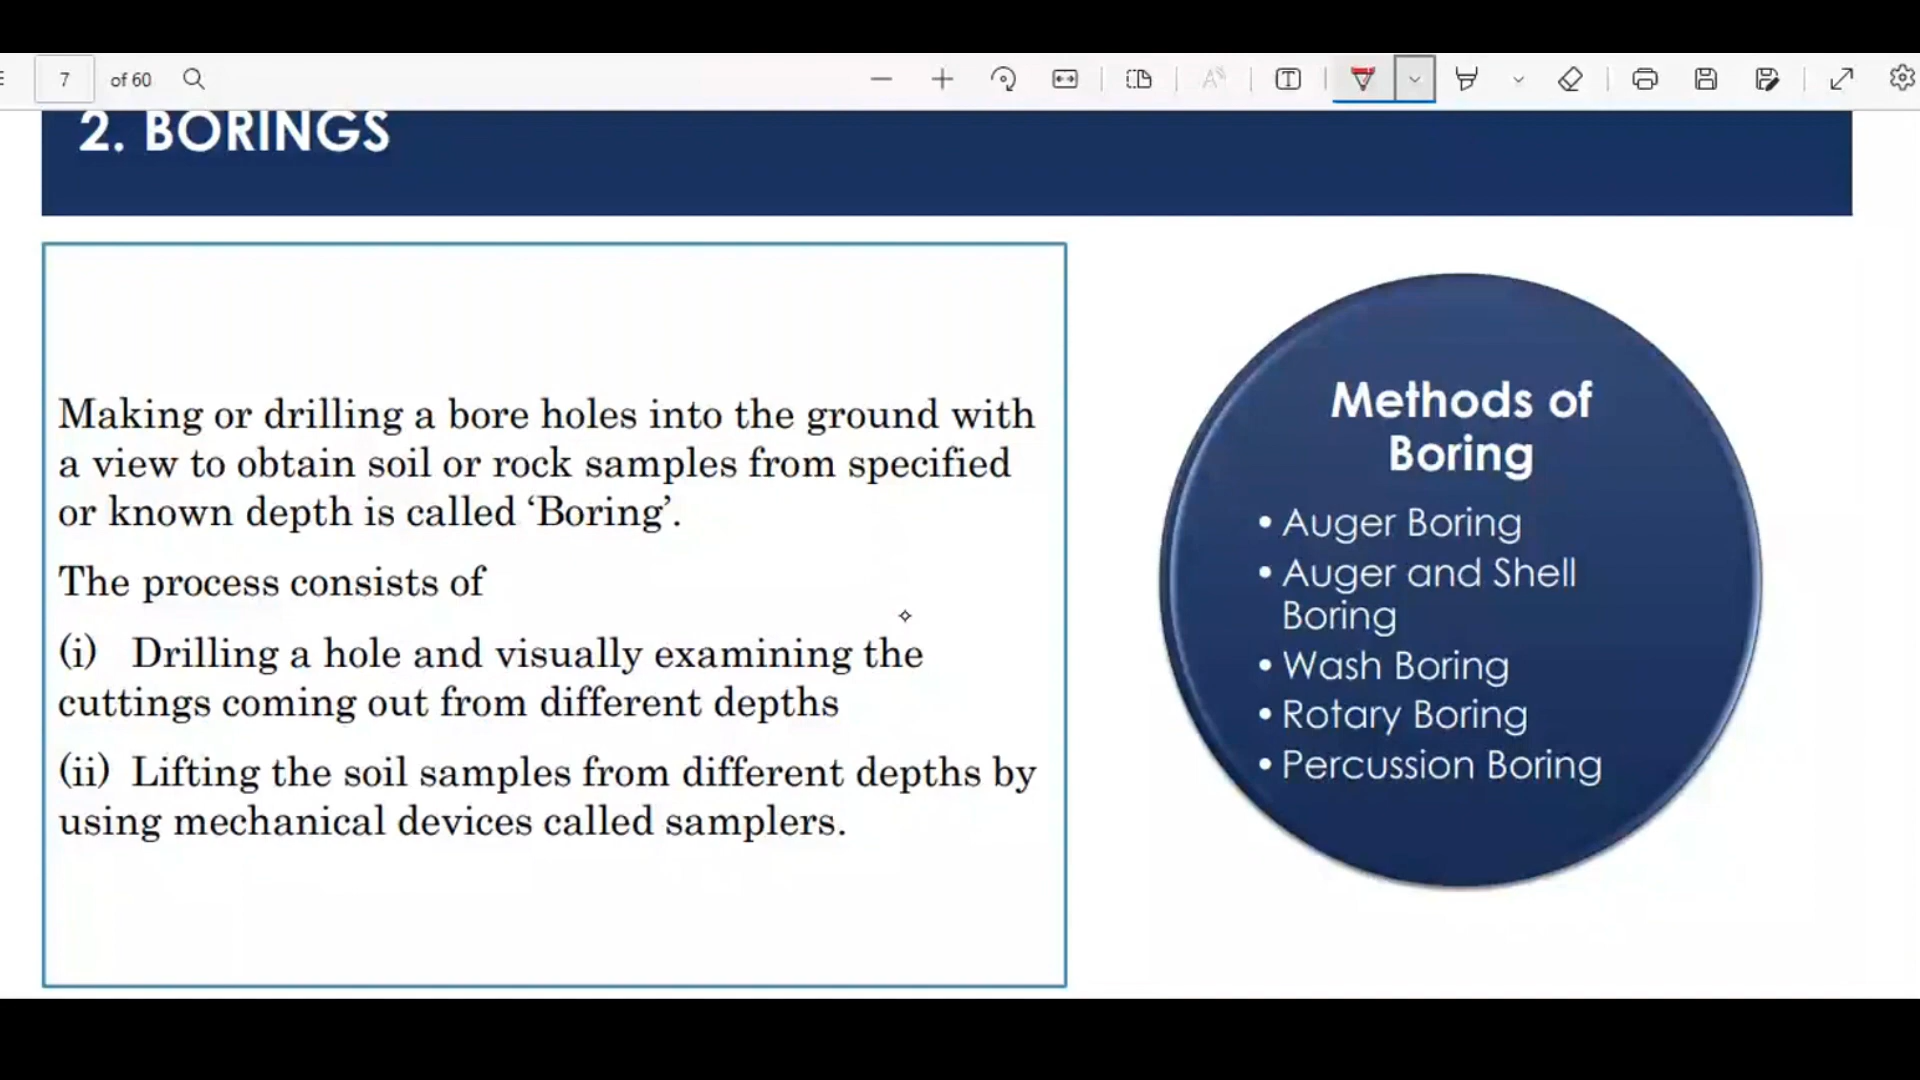 7 of 60
2. BORINGS
Making or drilling a bore holes into the ground with
a view to obtain soil or rock samples from specified
or known depth is called ‘Boring’.
The process consists of
(i) Drilling a hole and visually examining the
cuttings coming out from different depths
(ii) Lifting the soil samples from different depths by
using mechanical devices called samplers.
Methods of
Boring
• Auger Boring
• Auger and Shell
Boring
• Wash Boring
• Rotary Boring
• Percussion Boring